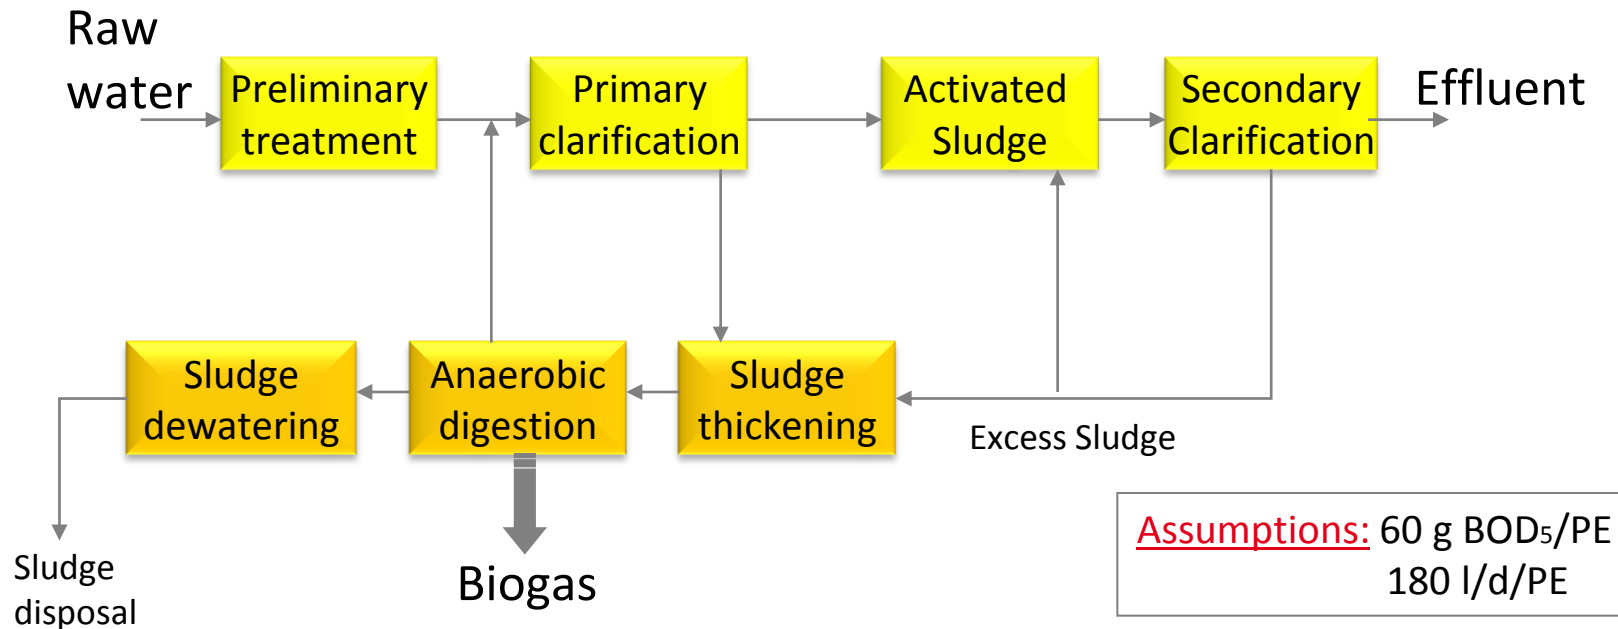 Raw
water
Preliminary
treatment
Primary
clarification
Activated
Sludge
Secondary
Clarification
Effluent
Sludge
dewatering
Anaerobic
digestion
Sludge
thickening
Excess Sludge
Sludge
disposal
Biogas
Assumptions: 60 g BOD₅/PE
180 l/d/PE